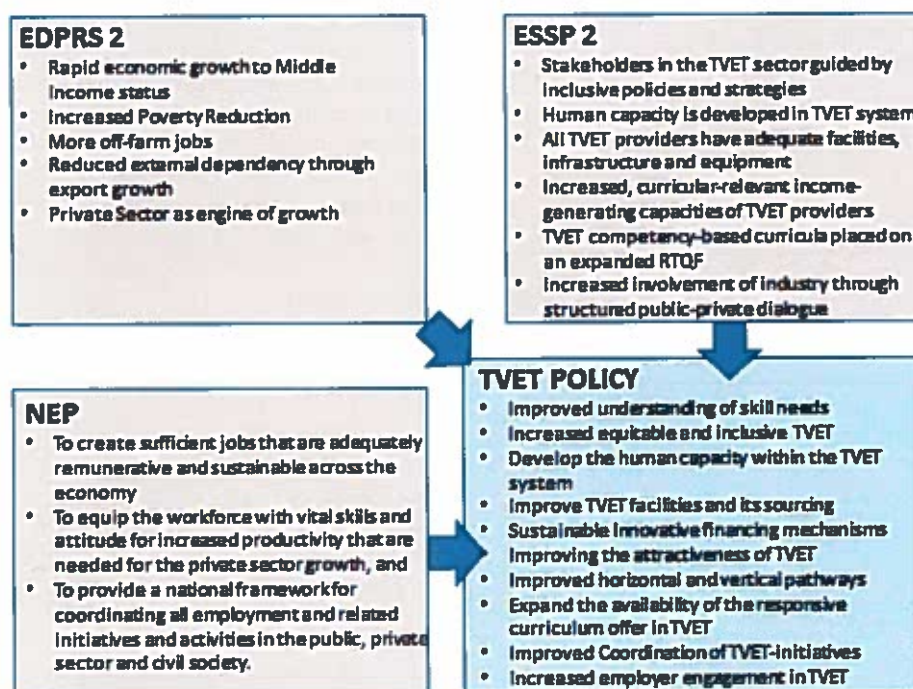 EDPRS 2
• Rapid economic growth to Middle
Income status
• Increased Poverty Reduction
• More off-farm jobs
• Reduced external dependency through
export growth
• Private Sector as engine of growth
ESSP 2
• Stakeholders in the TVET sector guided by
inclusive policies and strategies
• Human capacity is developed in TVET system
• All TVET providers have adequate facilities,
infrastructure and equipment
• Increased, curricular-relevant income-
generating capacities of TVET providers
• TVET competency-based curricula placed on
an expanded RTQF
• Increased involvement of industry through
structured public-private dialogue
NEP
• To create sufficient jobs that are adequately
remunerative and sustainable across the
economy
• To equip the workforce with vital skills and
attitude for increased productivity that are
needed for the private sector growth, and
• To provide a national framework for
coordinating all employment and related
initiatives and activities in the public, private
sector and civil society.
TVET POLICY
• Improved understanding of skill needs
• Increased equitable and inclusive TVET
• Develop the human capacity within the TVET
system
• Improve TVET facilities and its sourcing
• Sustainable Innovative financing mechanisms
• Improving the attractiveness of TVET
• Improved horizontal and vertical pathways
• Expand the availability of the responsive
curriculum offer in TVET
• Improved Coordination of TVET-initiatives
• Increased employer engagement in TVET